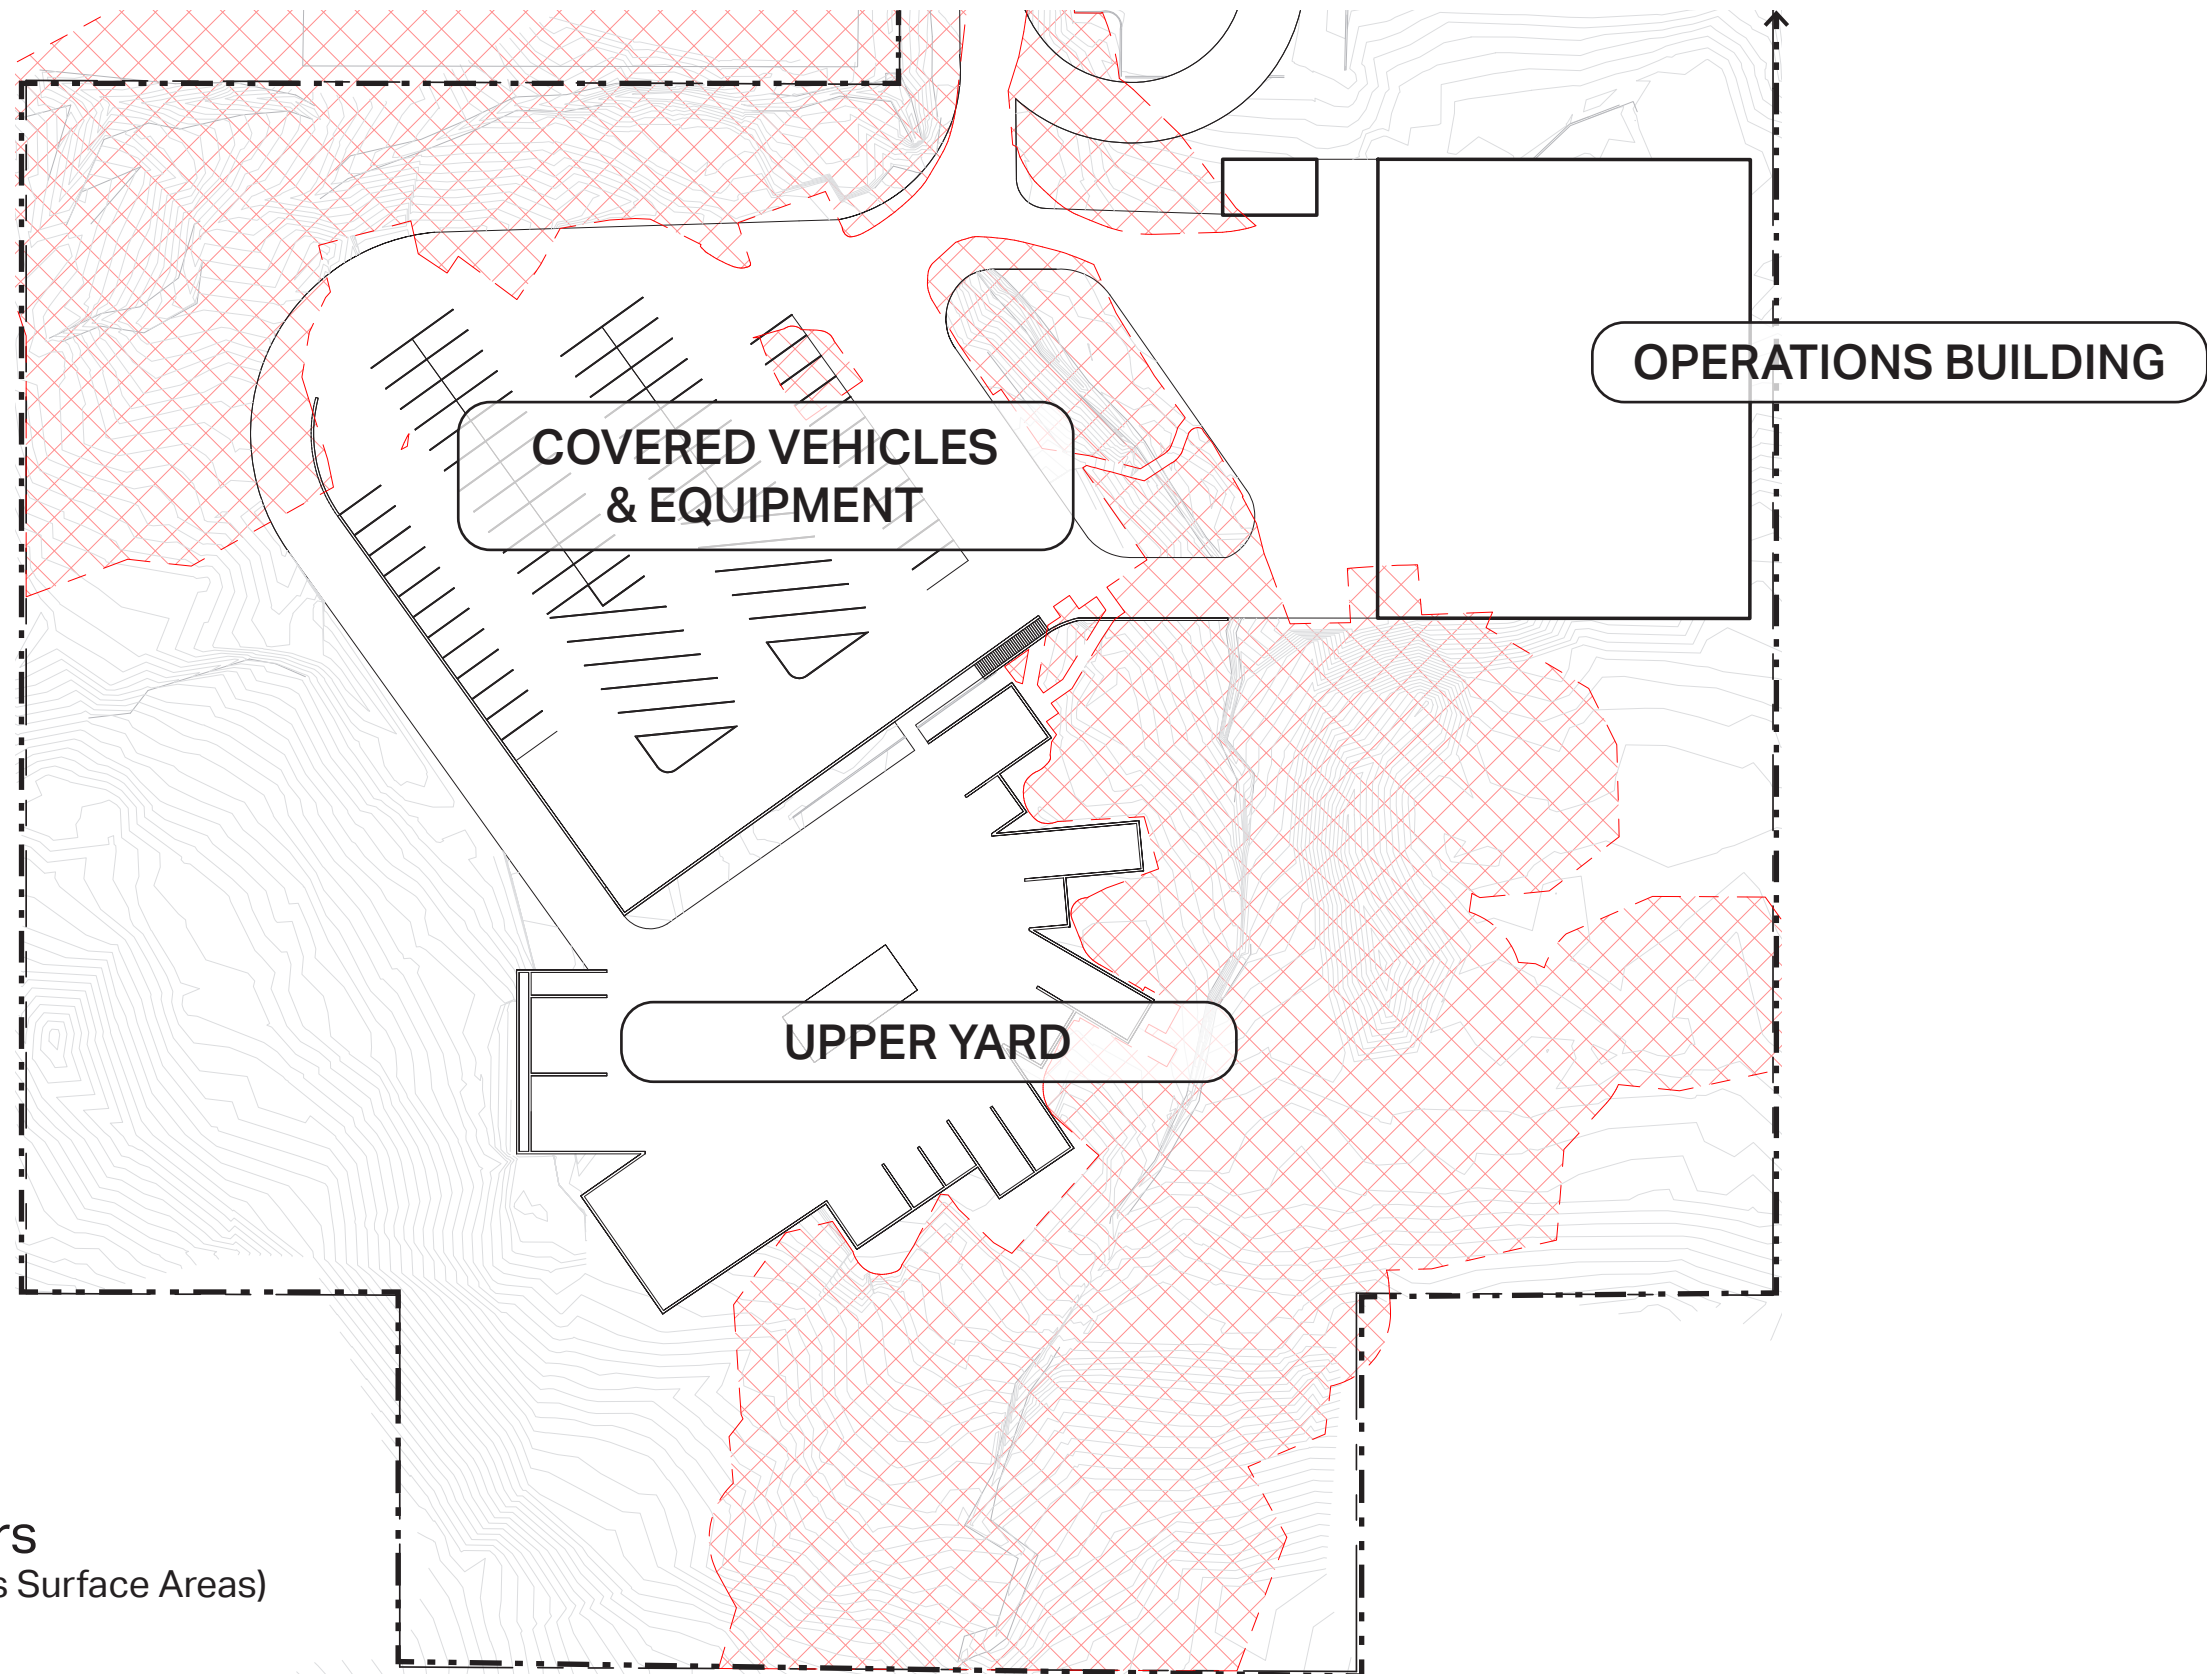 OPERATIONS BUILDING
COVERED VEHICLES
& EQUIPMENT
UPPER YARD
rs
s Surface Areas)